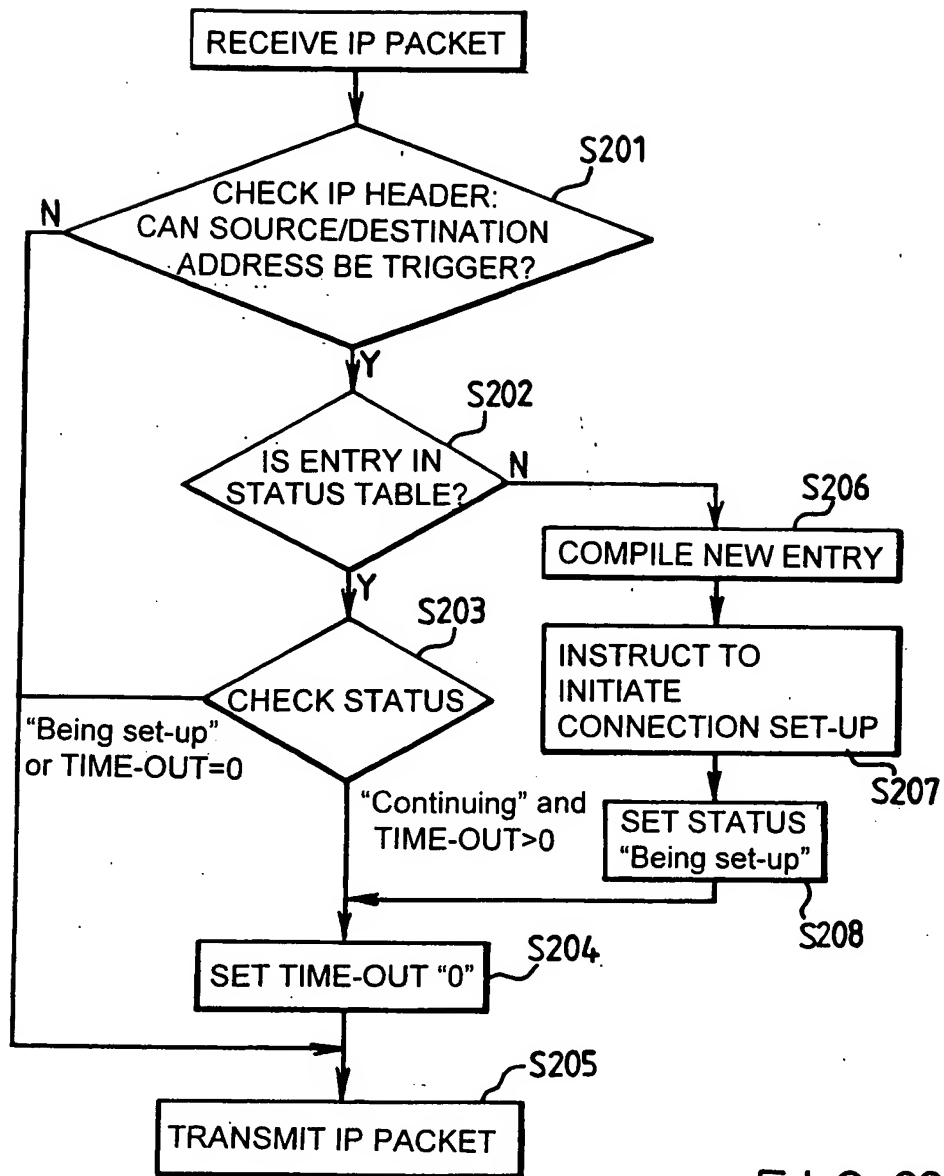 RECEIVE IP PACKET
S201
N
CHECK IP HEADER:
CAN SOURCE/DESTINATION
ADDRESS BE TRIGGER?
Y
S202
IS ENTRY IN
STATUS TABLE?
N
S206
COMPILE NEW ENTRY
Y
S203
CHECK STATUS
INSTRUCT TO
INITIATE
CONNECTION SET-UP
S207
"Being set-up"
or TIME-OUT=0
"Continuing" and
TIME-OUT>0
SET STATUS
"Being set-up"
S208
S204
SET TIME-OUT "0"
S205
TRANSMIT IP PACKET